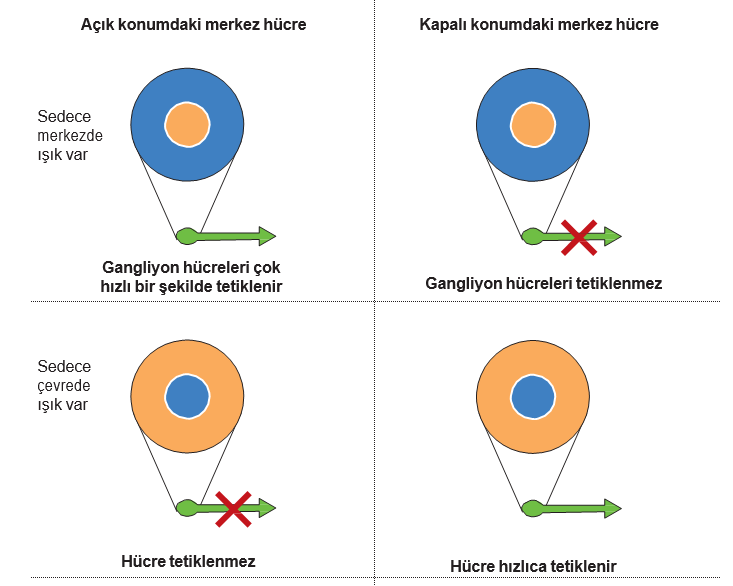 Açık konumdaki merkez hücre
Kapalı konumdaki merkez hücre
Sedece
merkezde
ışık var
Gangliyon hücreleri çok
hızlı bir şekilde tetiklenir
Gangliyon hücreleri tetiklenmez
Sedece
çevrede
ışık var
Hücre tetiklenmez
Hücre hızlıca tetiklenir